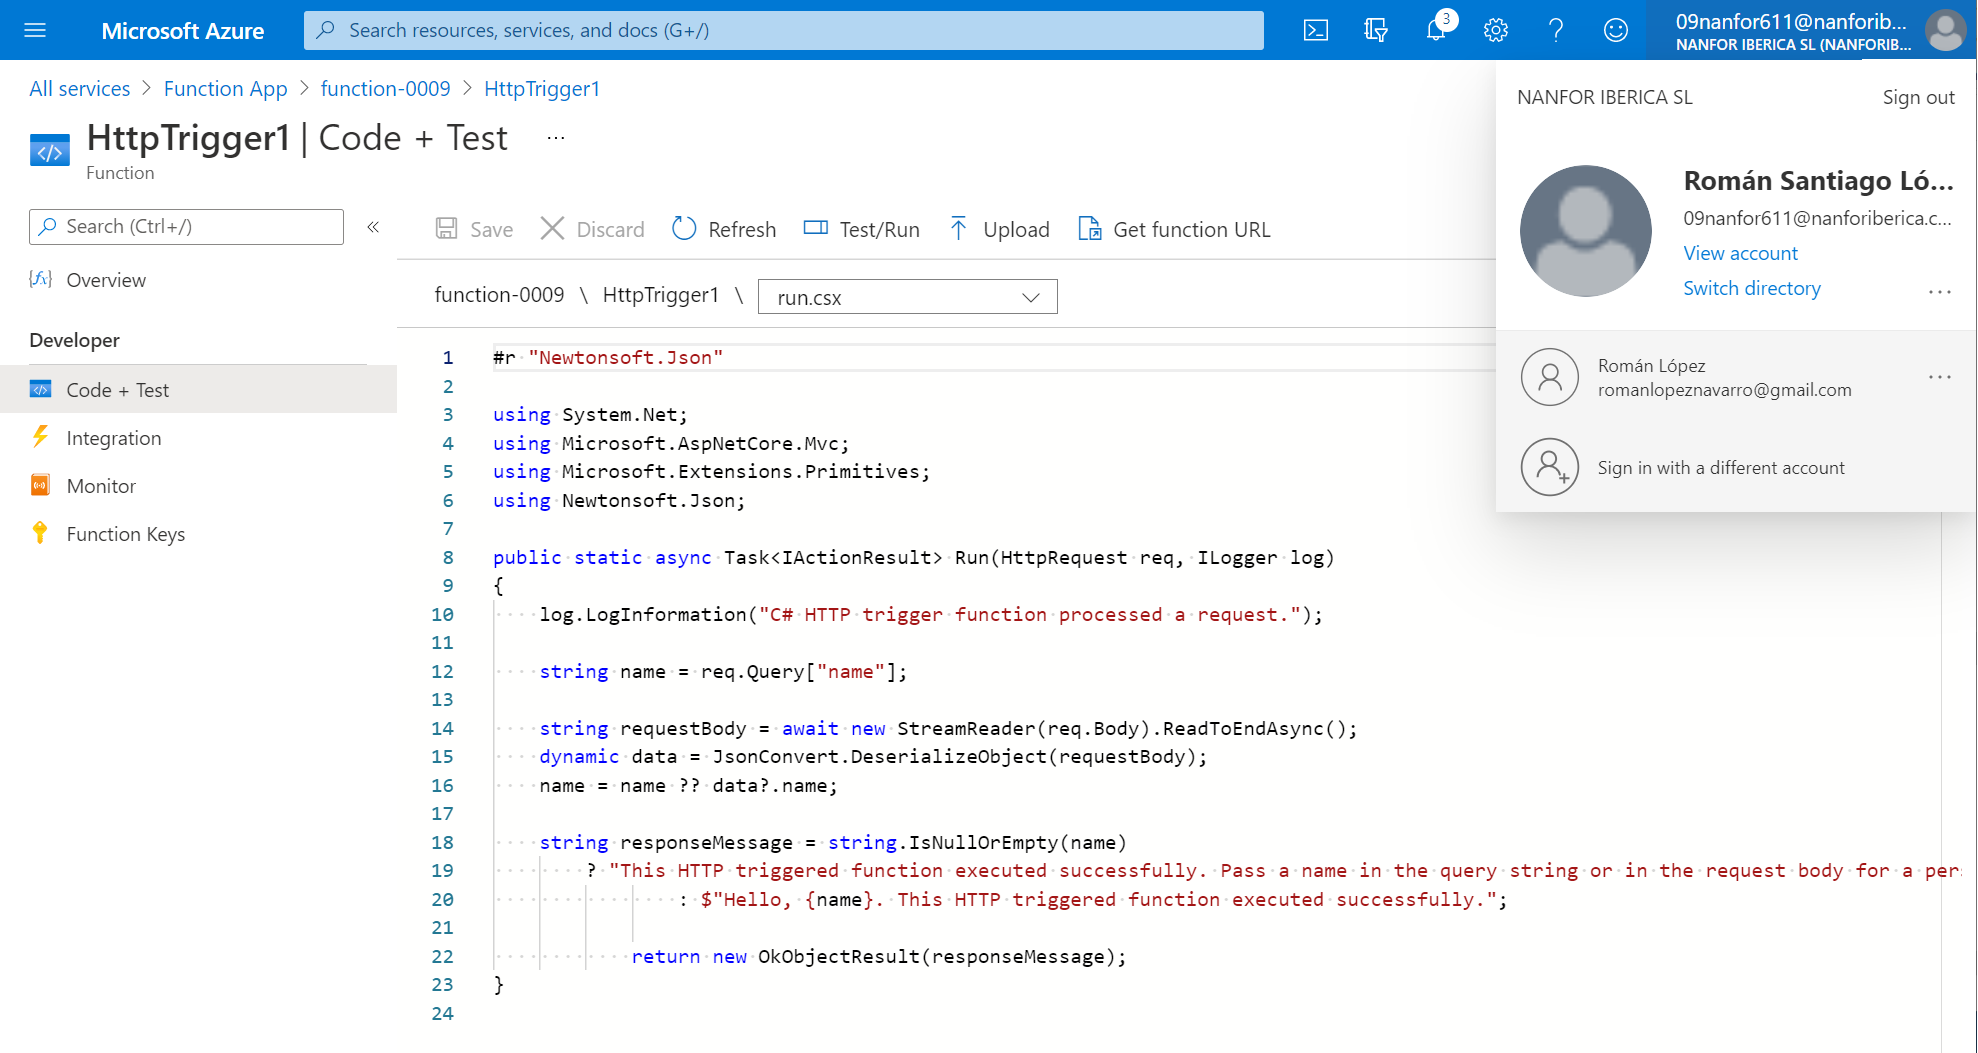 Microsoft Azure
Search resources, services, and docs (G+/)
3
09nanfor611@nanforib...
NANFOR IBERICA SL (NANFORIB...
All services > Function App > function-0009 > HttpTrigger1
HttpTrigger1 | Code + Test ...
Function
NANFOR IBERICA SL
Sign out
Román Santiago Ló...
09nanfor611@nanforiberica.c...
View account
Switch directory
...
Román López
romanlopeznavarro@gmail.com
...
Sign in with a different account
Search (Ctrl+/)
«
Overview
Developer
Code + Test
Integration
Monitor
Function Keys
Save
Discard
Refresh
Test/Run
Upload
Get function URL
function-0009 \ HttpTrigger1 \ run.csx
1 #r "Newtonsoft.Json"
2
3 using System.Net;
4 using Microsoft.AspNetCore.Mvc;
5 using Microsoft.Extensions.Primitives;
6 using Newtonsoft.Json;
7
8 public static async Task<IActionResult> Run(HttpRequest req, ILogger log)
9 {
10 log.LogInformation("C# HTTP trigger function processed a request.");
11
12 string name = req.Query["name"];
13
14 string requestBody = await new StreamReader(req.Body).ReadToEndAsync();
15 dynamic data = JsonConvert.DeserializeObject(requestBody);
16 name = name ?? data?.name;
17
18 string responseMessage = string.IsNullOrEmpty(name)
19 ? "This HTTP triggered function executed successfully. Pass a name in the query string or in the request body for a per
20 : $"Hello, {name}. This HTTP triggered function executed successfully.";
21
22 return new OkObjectResult(responseMessage);
23 }
24